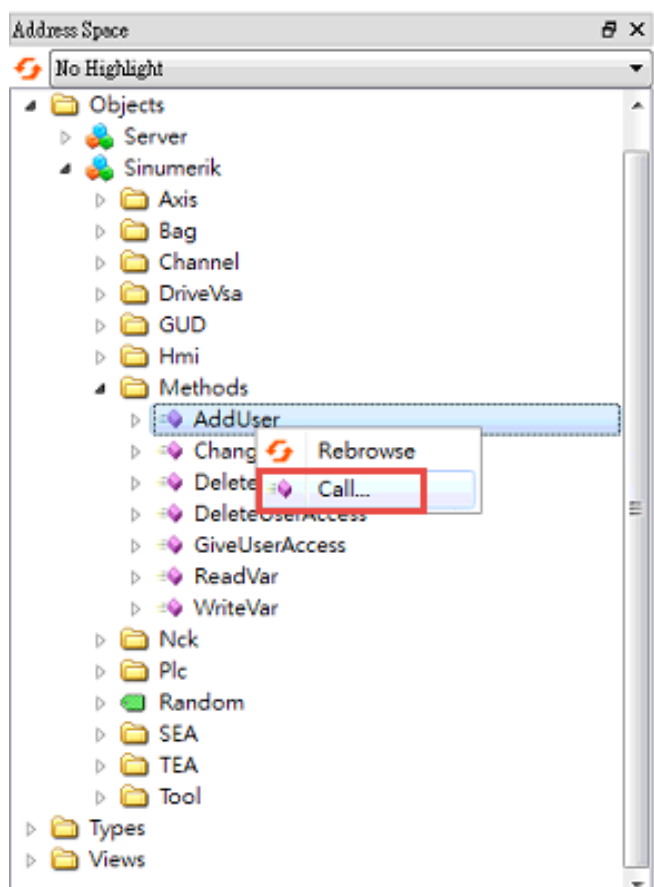 Address Space
No Highlight
Objects
Server
Sinumerik
Axis
Bag
Channel
DriveVsa
GUD
Hmi
Methods
AddUser
Chang
Rebrowse
Delete
Call...
DeleteUserAccess
GiveUserAccess
ReadVar
WriteVar
Nck
Plc
Random
SEA
TEA
Tool
Types
Views